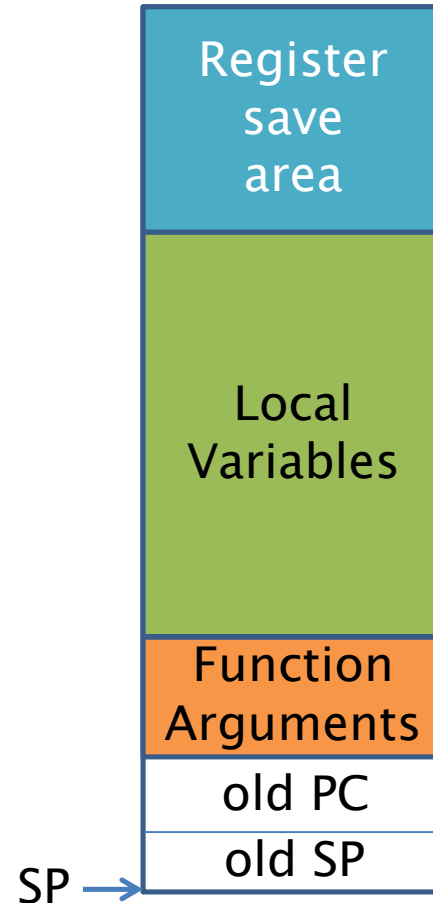 Register
save
area
Local
Variables
Function
Arguments
old PC
old SP
SP